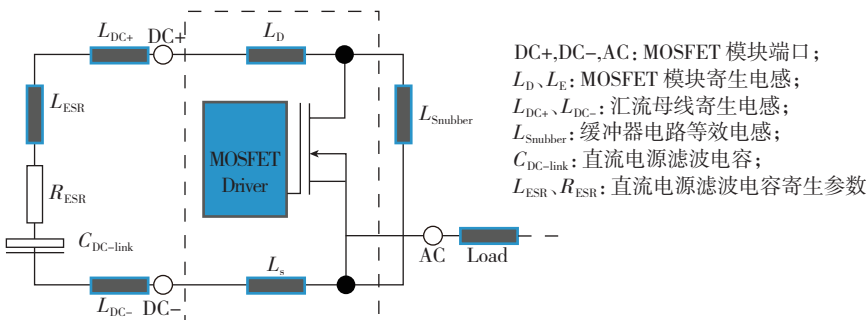 L_DC+ DC+ L_D
L_ESR
L_Snubber
MOSFET
Driver
R_ESR
C_DC-link
AC Load
L_s
L_DC- DC-
DC+,DC-,AC: MOSFET 模块端口；
L_D、L_E: MOSFET 模块寄生电感；
L_DC+、L_DC-: 汇流母线寄生电感；
L_Snubber: 缓冲器电路等效电感；
C_DC-link: 直流电源滤波电容；
L_ESR、R_ESR: 直流电源滤波电容寄生参数